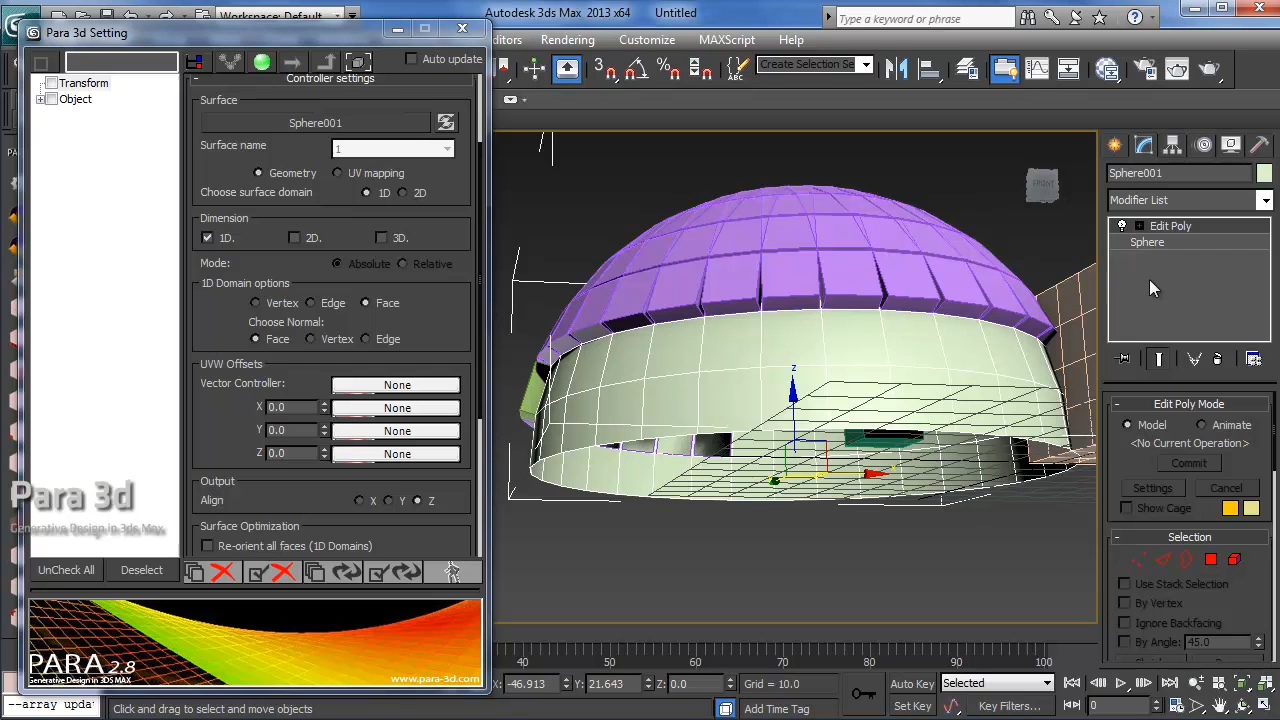 Workspace: Default
Autodesk 3ds Max 2013 x64
Untitled
Type a keyword or phrase
Para 3d Setting
Rendering
Customize
MAXScript
Help
Auto update
Create Selection Se
Transform
Object
Controller settings
Surface
Sphere001
Surface name
1
Geometry
UV mapping
Choose surface domain
1D
2D
Dimension
1D.
2D.
3D.
Mode:
Absolute
Relative
1D Domain options
Vertex
Edge
Face
Choose Normal:
Face
Vertex
Edge
UVW Offsets
Vector Controller:
None
X
0.0
None
Y
0.0
None
Z
0.0
None
Output
Align
X
Y
Z
Surface Optimization
Re-orient all faces (1D Domains)
UnCheck All
Deselect
Para 3d
Generative Design in 3ds Max
PARA 2.8
Generative Design in 3DS MAX
www.para-3d.com
FRONT
z
Sphere001
Modifier List
Edit Poly
Sphere
Edit Poly Mode
Model
Animate
<No Current Operation>
Commit
Settings
Cancel
Show Cage
Selection
Use Stack Selection
By Vertex
Ignore Backfacing
By Angle:
45.0
40
50
60
70
80
90
100
X:
-46.913
Y:
21.643
Z:
0.0
Grid = 10.0
Auto Key
Selected
Set Key
Key Filters...
0
--array updat
Click and drag to select and move objects
Add Time Tag